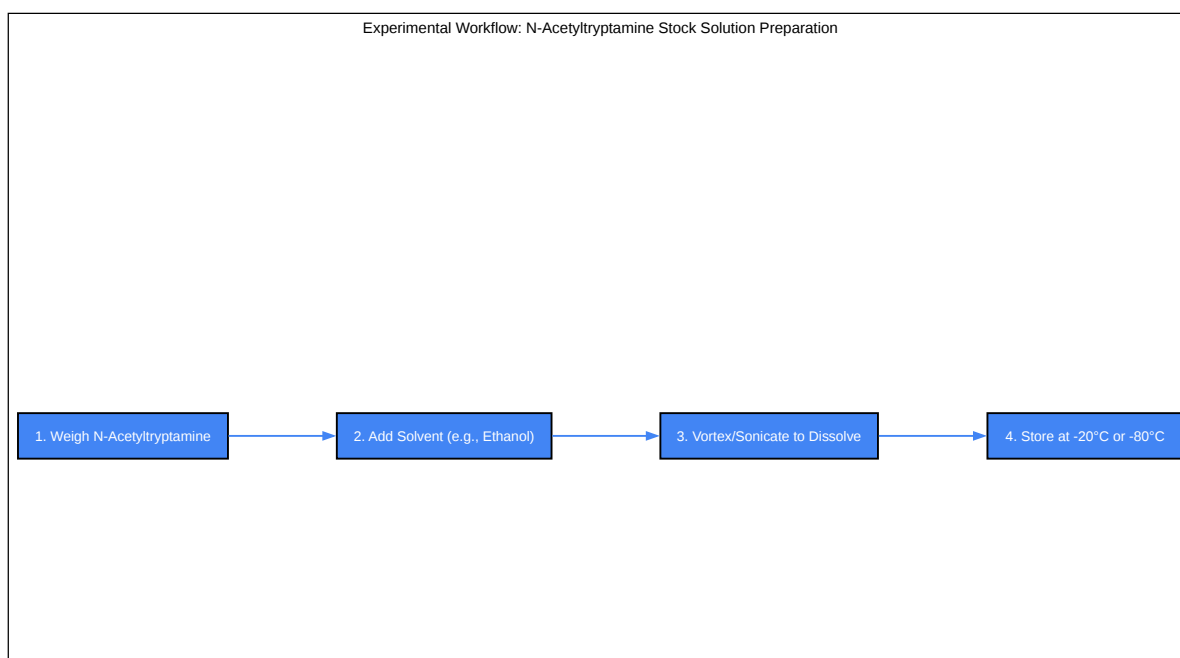 Experimental Workflow: N-Acetyltryptamine Stock Solution Preparation
1. Weigh N-Acetyltryptamine
2. Add Solvent (e.g., Ethanol)
3. Vortex/Sonicate to Dissolve
4. Store at -20°C or -80°C